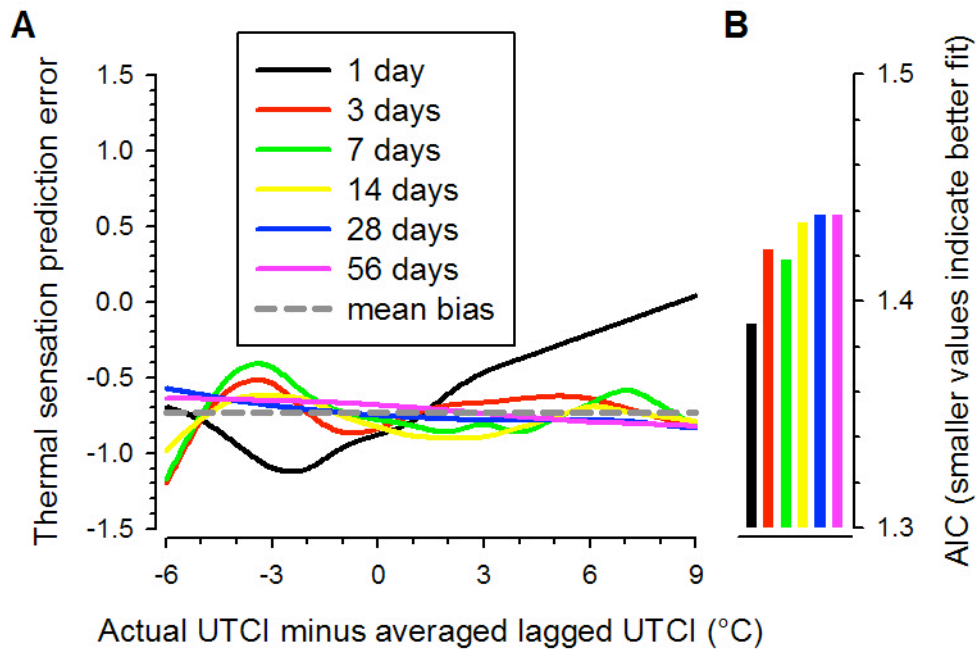 A
B
Thermal sensation prediction error
1.5
1.0
0.5
0.0
-0.5
-1.0
-1.5
1 day
3 days
7 days
14 days
28 days
56 days
mean bias
-6
-3
0
3
6
9
Actual UTCI minus averaged lagged UTCI (°C)
1.5
1.4
1.3
AIC (smaller values indicate better fit)